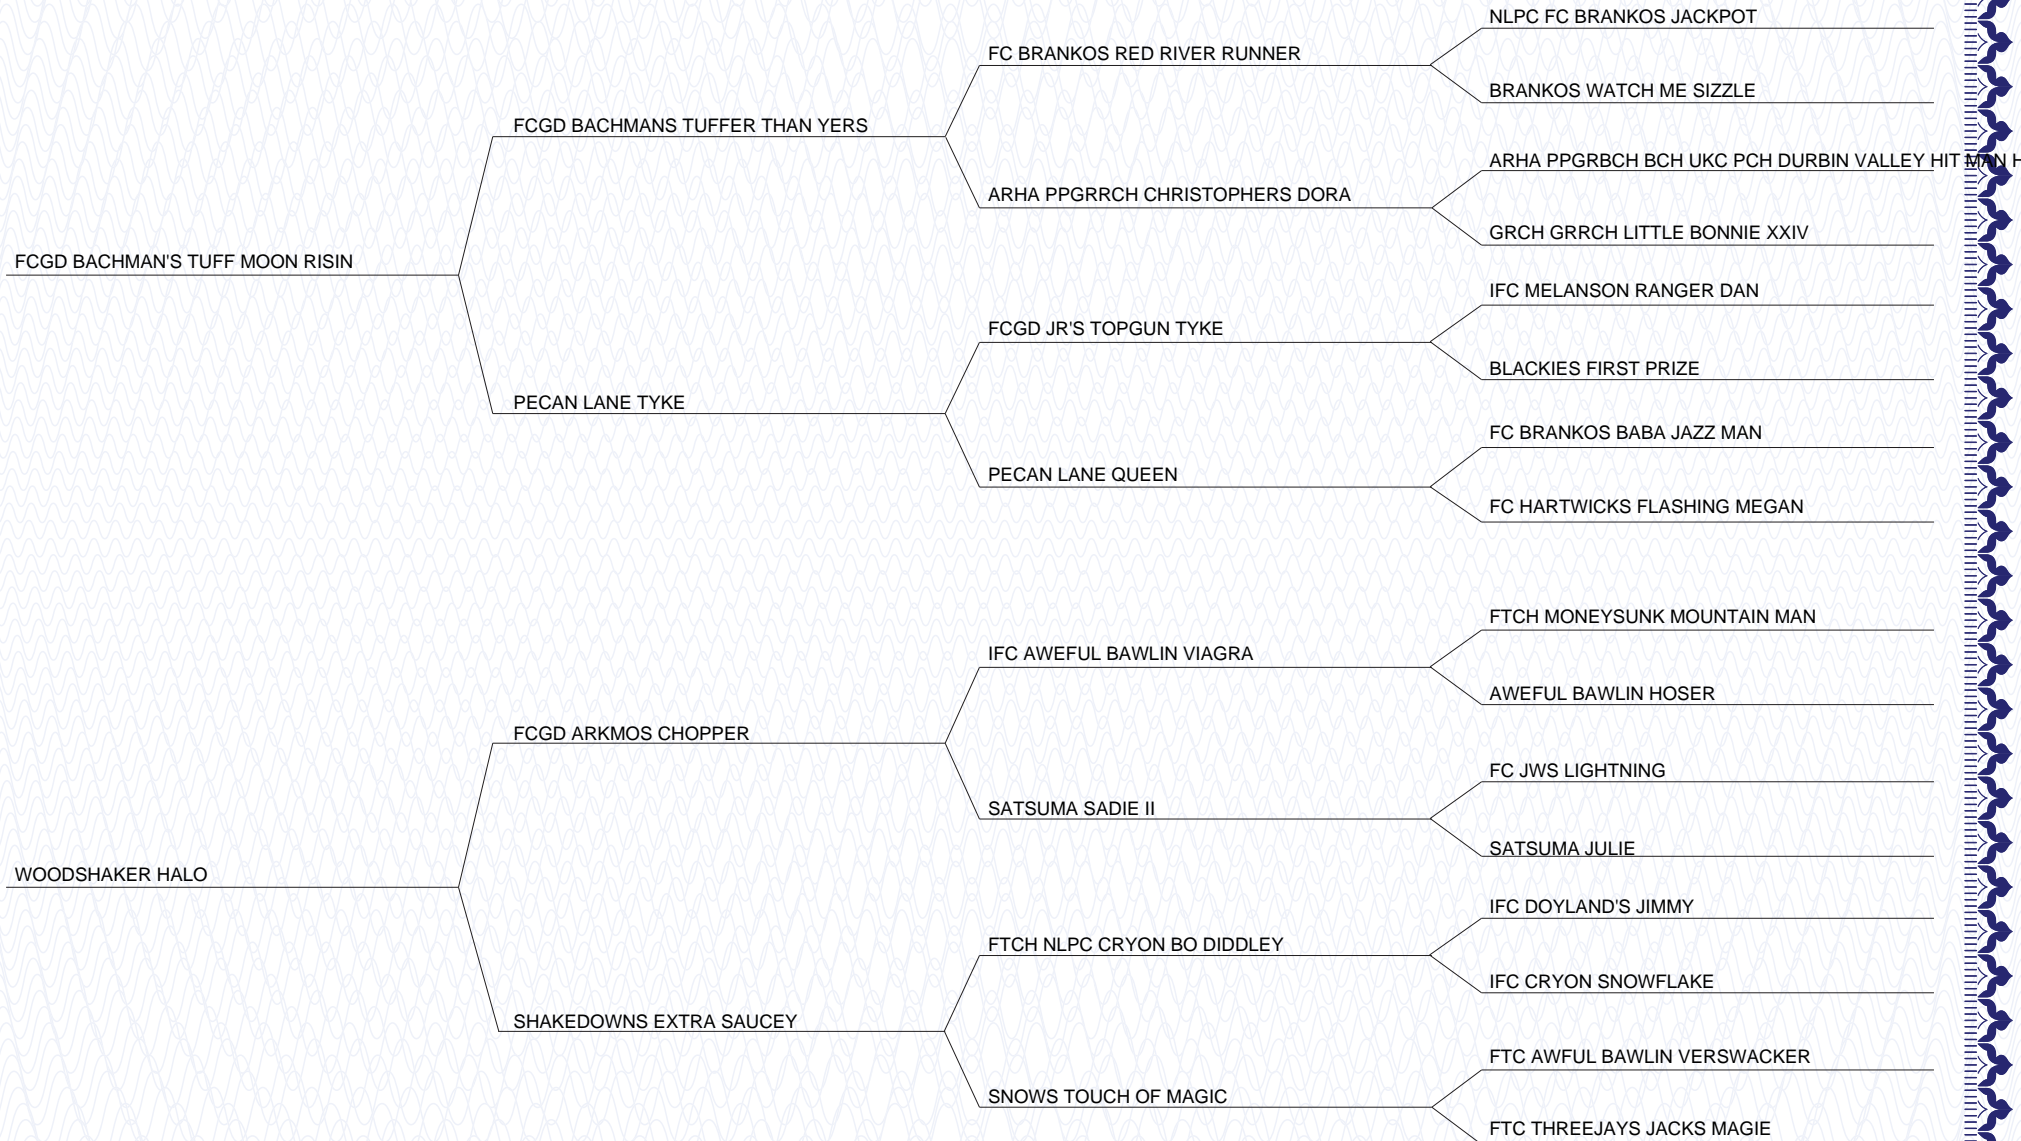 NLPC FC BRANKOS JACKPOT
FC BRANKOS RED RIVER RUNNER
BRANKOS WATCH ME SIZZLE
FCGD BACHMANS TUFFER THAN YERS
ARHA PPGRBCH BCH UKC PCH DURBIN VALLEY HIT MAN H
ARHA PPGRRCH CHRISTOPHERS DORA
GRCH GRRCH LITTLE BONNIE XXIV
FCGD BACHMAN'S TUFF MOON RISIN
IFC MELANSON RANGER DAN
FCGD JR'S TOPGUN TYKE
BLACKIES FIRST PRIZE
PECAN LANE TYKE
FC BRANKOS BABA JAZZ MAN
PECAN LANE QUEEN
FC HARTWICKS FLASHING MEGAN
FTCH MONEYSUNK MOUNTAIN MAN
IFC AWEFUL BAWLIN VIAGRA
AWEFUL BAWLIN HOSER
FCGD ARKMOS CHOPPER
FC JWS LIGHTNING
SATSUMA SADIE II
SATSUMA JULIE
WOODSHAKER HALO
IFC DOYLAND'S JIMMY
FTCH NLPC CRYON BO DIDDLEY
IFC CRYON SNOWFLAKE
SHAKEDOWNS EXTRA SAUCEY
FTC AWFUL BAWLIN VERSWACKER
SNOWS TOUCH OF MAGIC
FTC THREEJAYS JACKS MAGIE